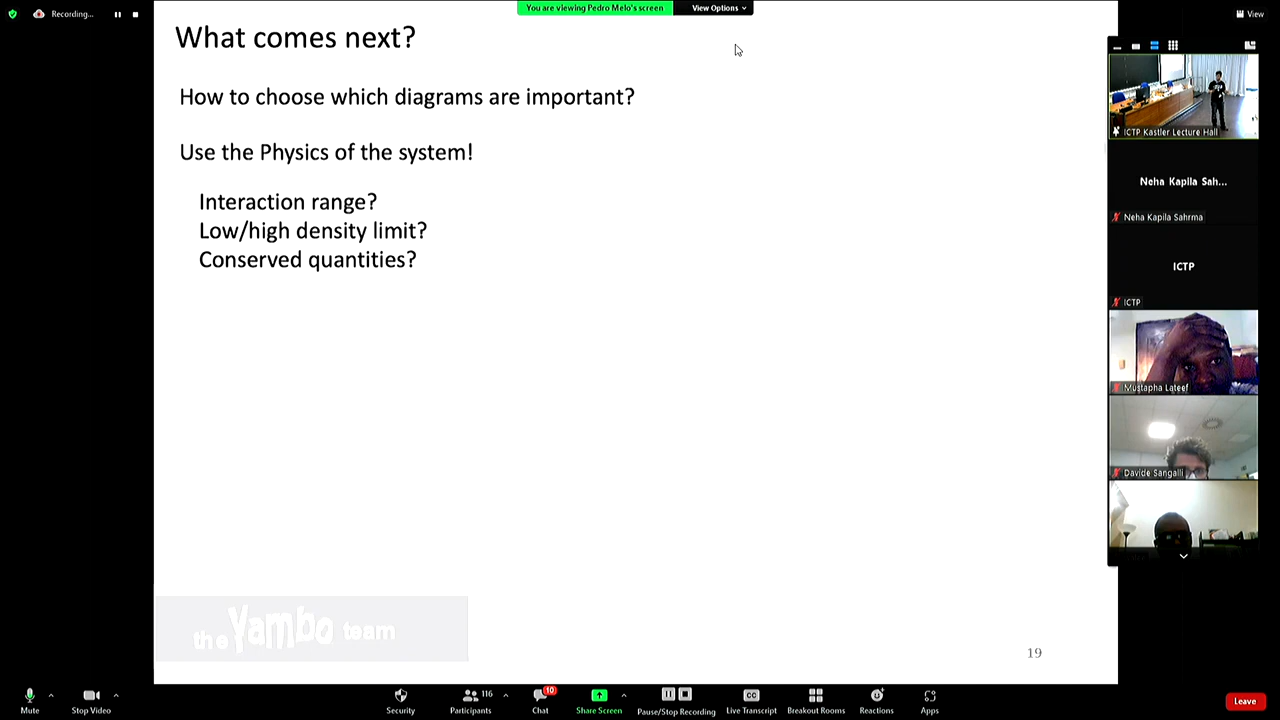 Recording...
You are viewing Pedro Melo's screen
View Options
View
What comes next?
How to choose which diagrams are important?
Use the Physics of the system!
Interaction range?
Low/high density limit?
Conserved quantities?
the Yambo team
19
ICTP Kastler Lecture Hall
Neha Kapila Sah...
Neha Kapila Sahrma
ICTP
ICTP
Mustapha Lateef
Davide Sangalli
Mute
Stop Video
Security
116
Participants
10
Chat
Share Screen
Pause/Stop Recording
CC
Live Transcript
Breakout Rooms
Reactions
Apps
Leave